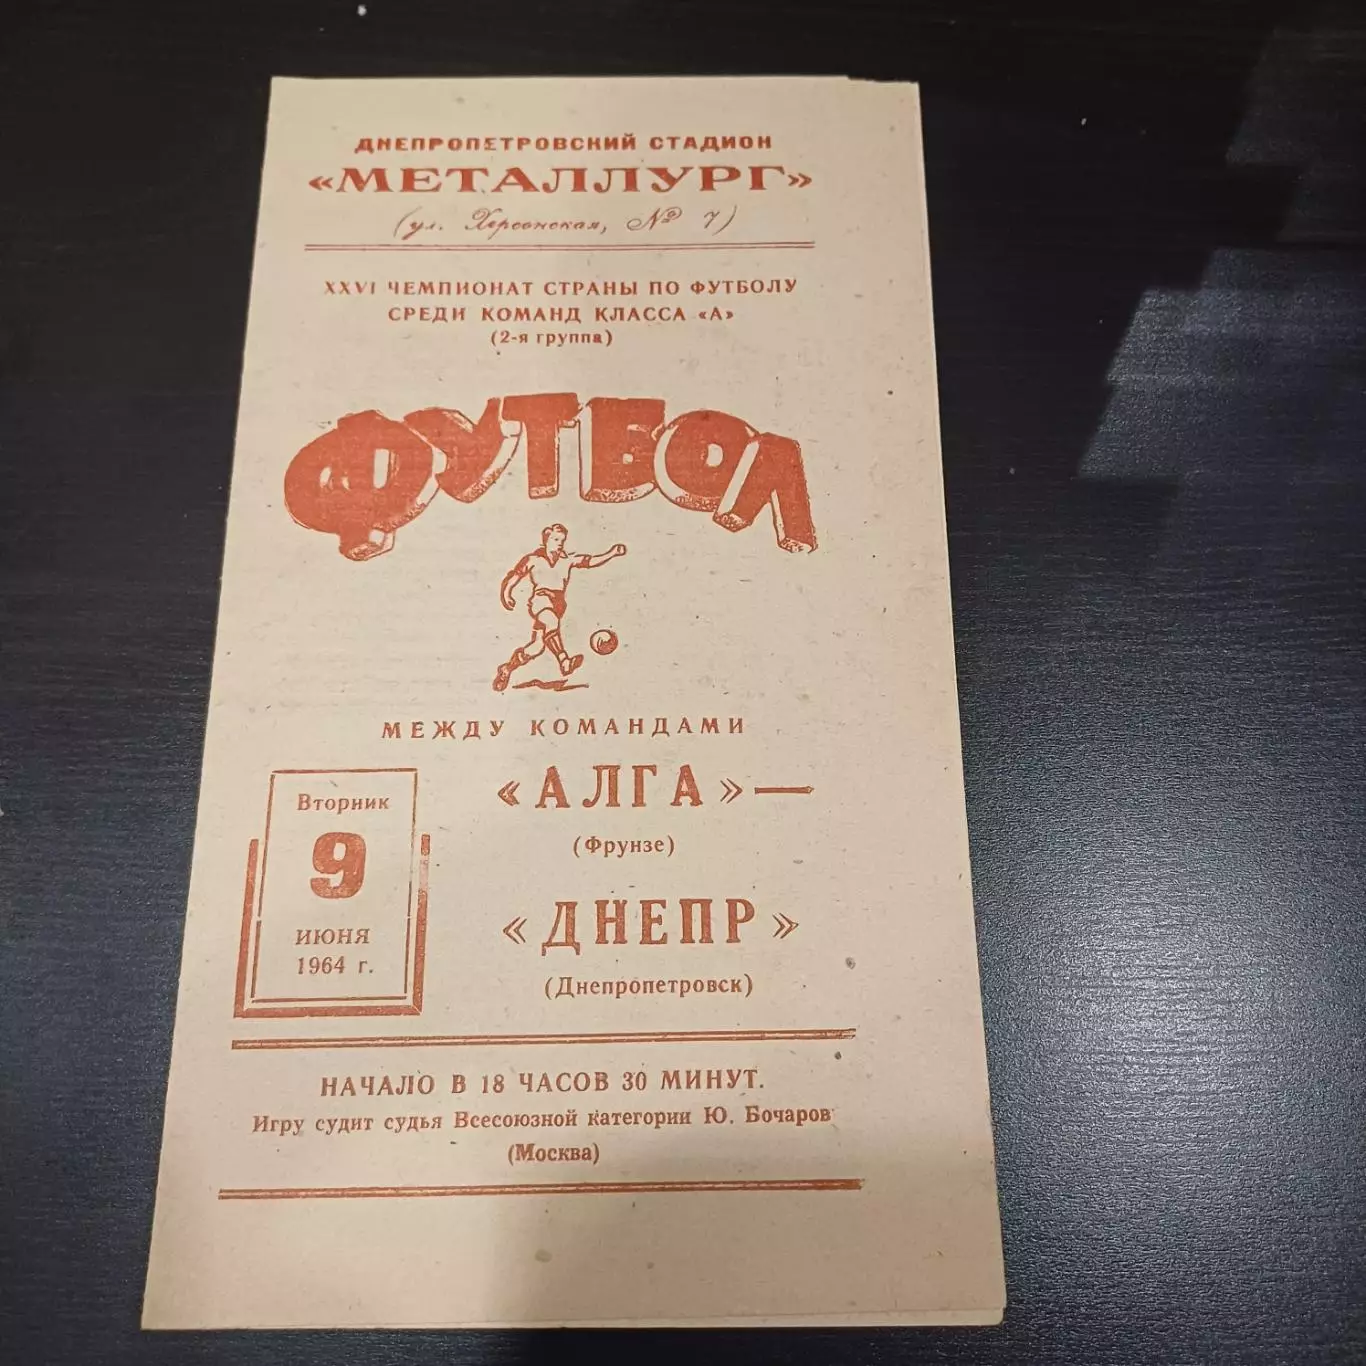 ДНЕПРОПЕТРОВСКИЙ СТАДИОН
«МЕТАЛЛУРГ»
(ул. Херсонская, № 7)
XXVI ЧЕМПИОНАТ СТРАНЫ ПО ФУТБОЛУ
СРЕДИ КОМАНД КЛАССА «А»
(2-я группа)
ФУТБОЛ
МЕЖДУ КОМАНДАМИ
«АЛГА» —
(Фрунзе)
«ДНЕПР»
(Днепропетровск)
Вторник
9
ИЮНЯ
1964 г.
НАЧАЛО В 18 ЧАСОВ 30 МИНУТ.
Игру судит судья Всесоюзной категории Ю. Бочаров
(Москва)